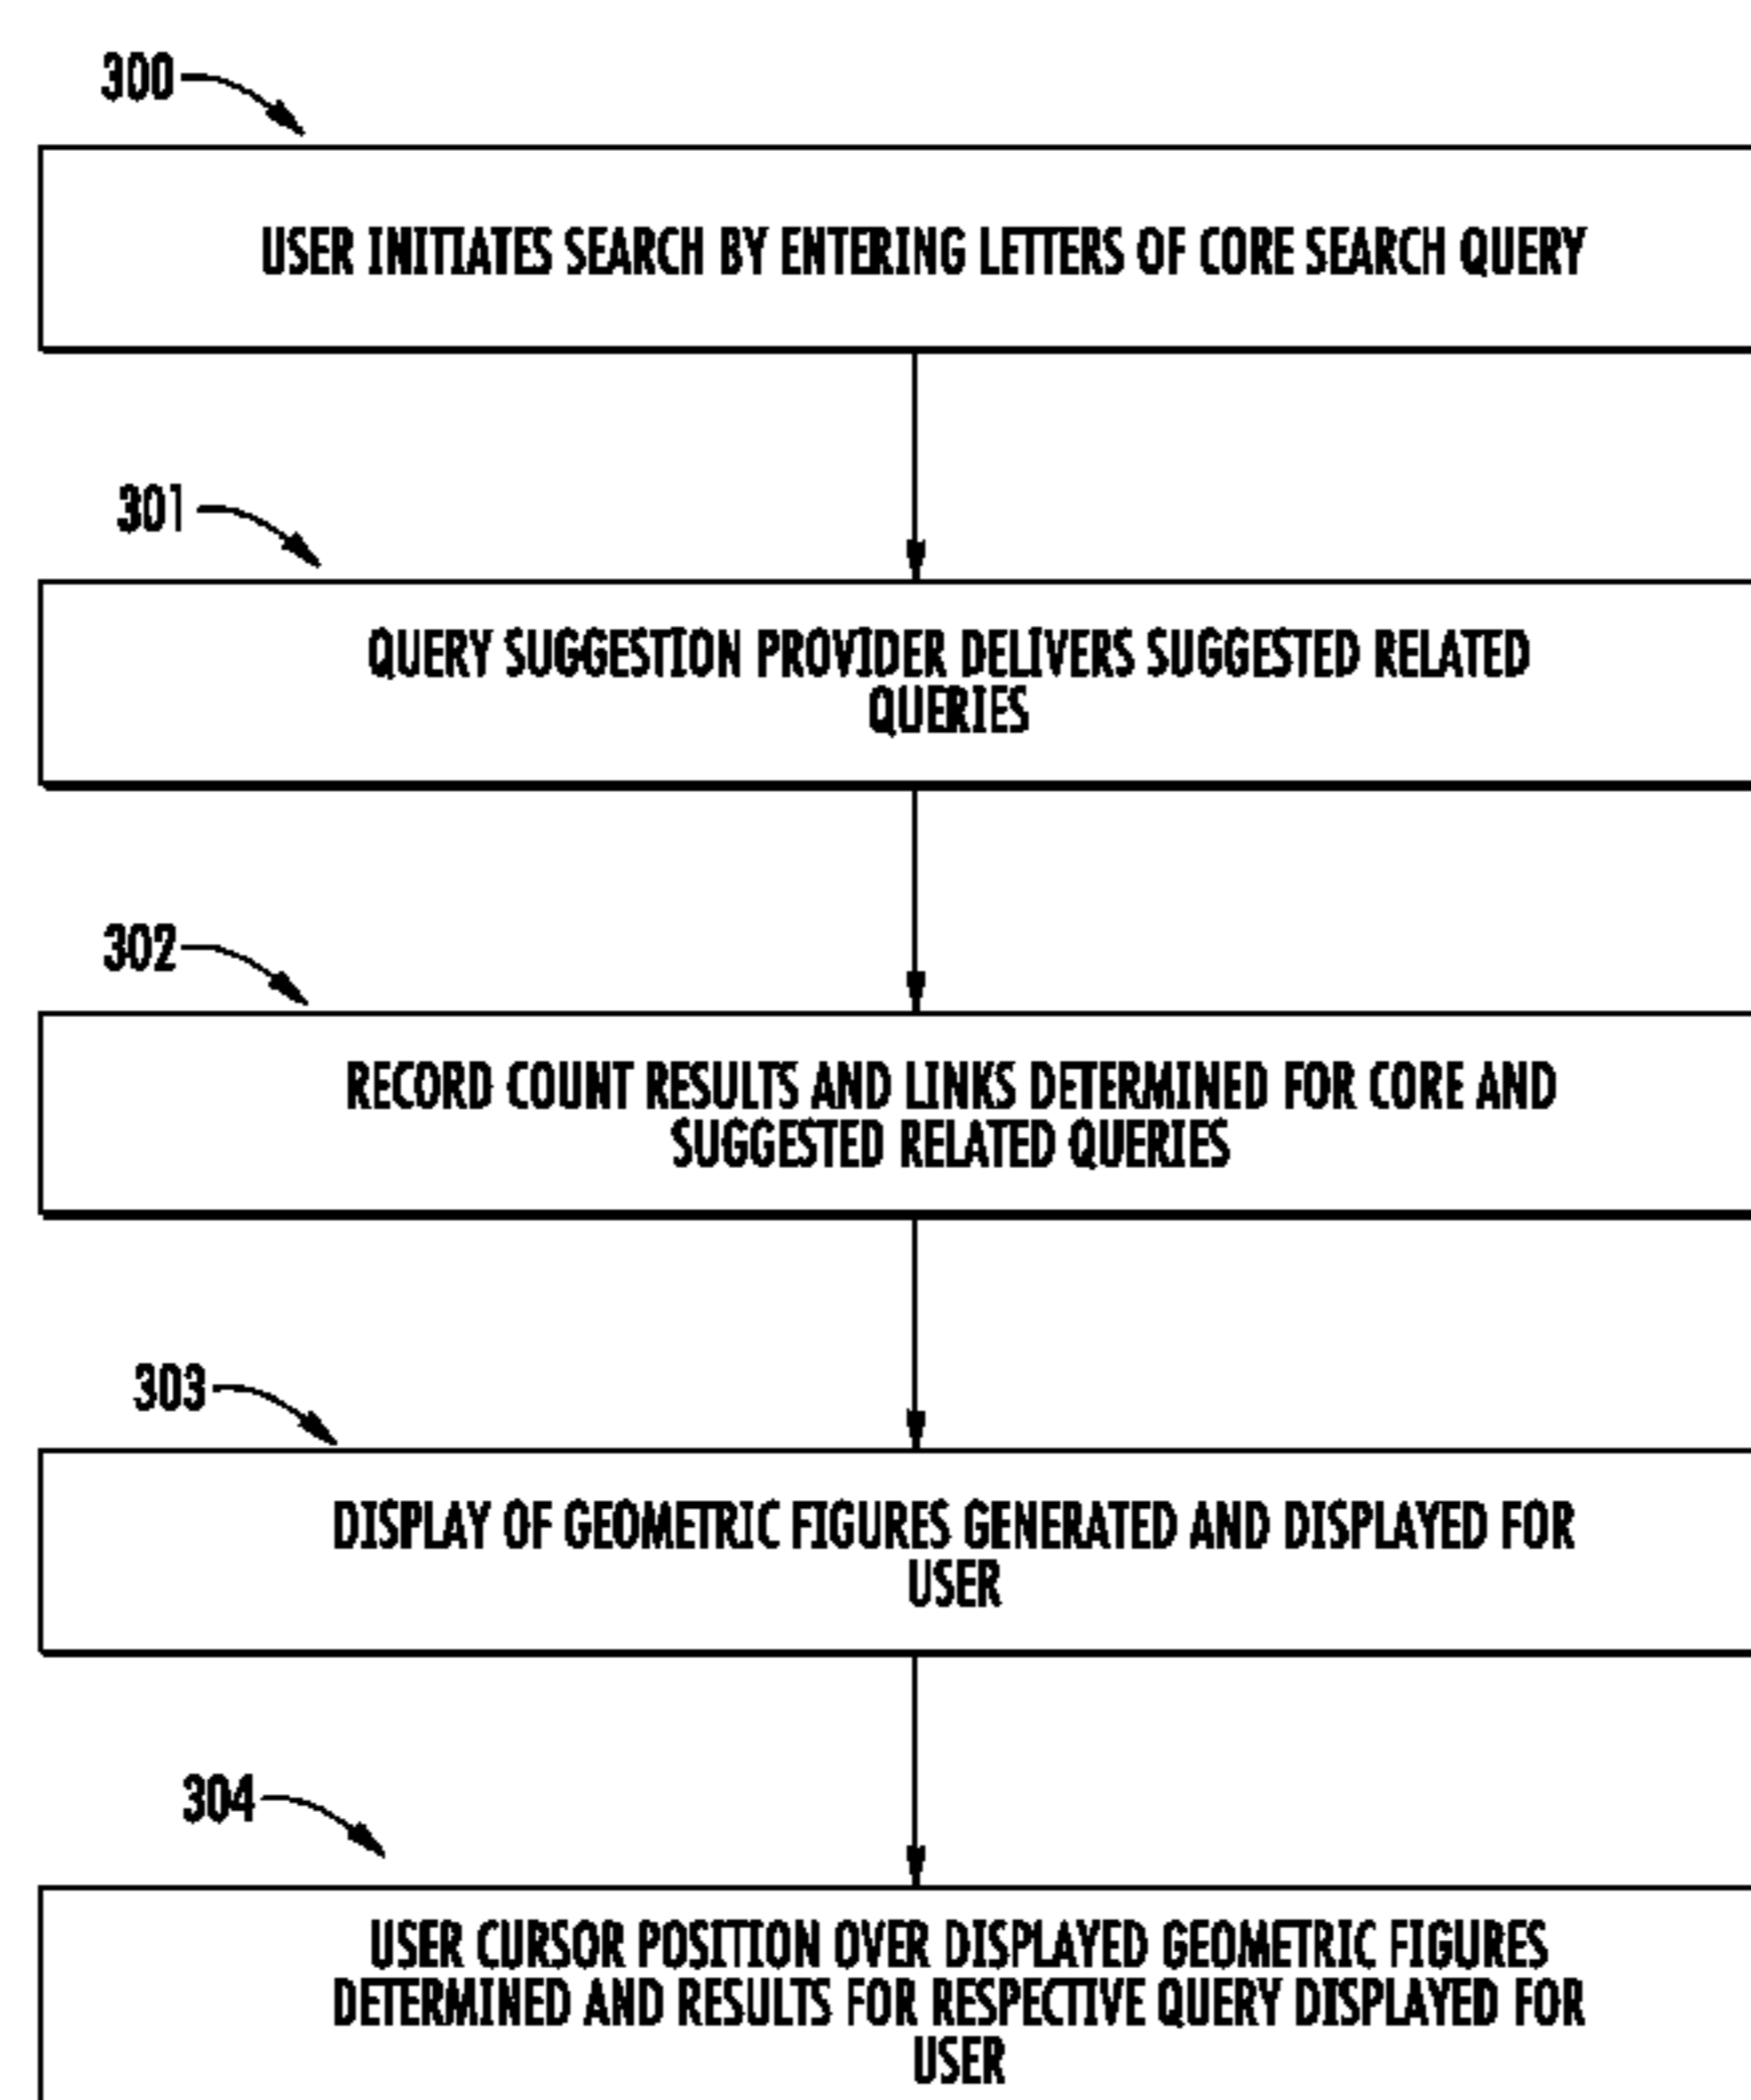 300
USER INITIATES SEARCH BY ENTERING LETTERS OF CORE SEARCH QUERY
301
QUERY SUGGESTION PROVIDER DELIVERS SUGGESTED RELATED
QUERIES
302
RECORD COUNT RESULTS AND LINKS DETERMINED FOR CORE AND
SUGGESTED RELATED QUERIES
303
DISPLAY OF GEOMETRIC FIGURES GENERATED AND DISPLAYED FOR
USER
304
USER CURSOR POSITION OVER DISPLAYED GEOMETRIC FIGURES
DETERMINED AND RESULTS FOR RESPECTIVE QUERY DISPLAYED FOR
USER